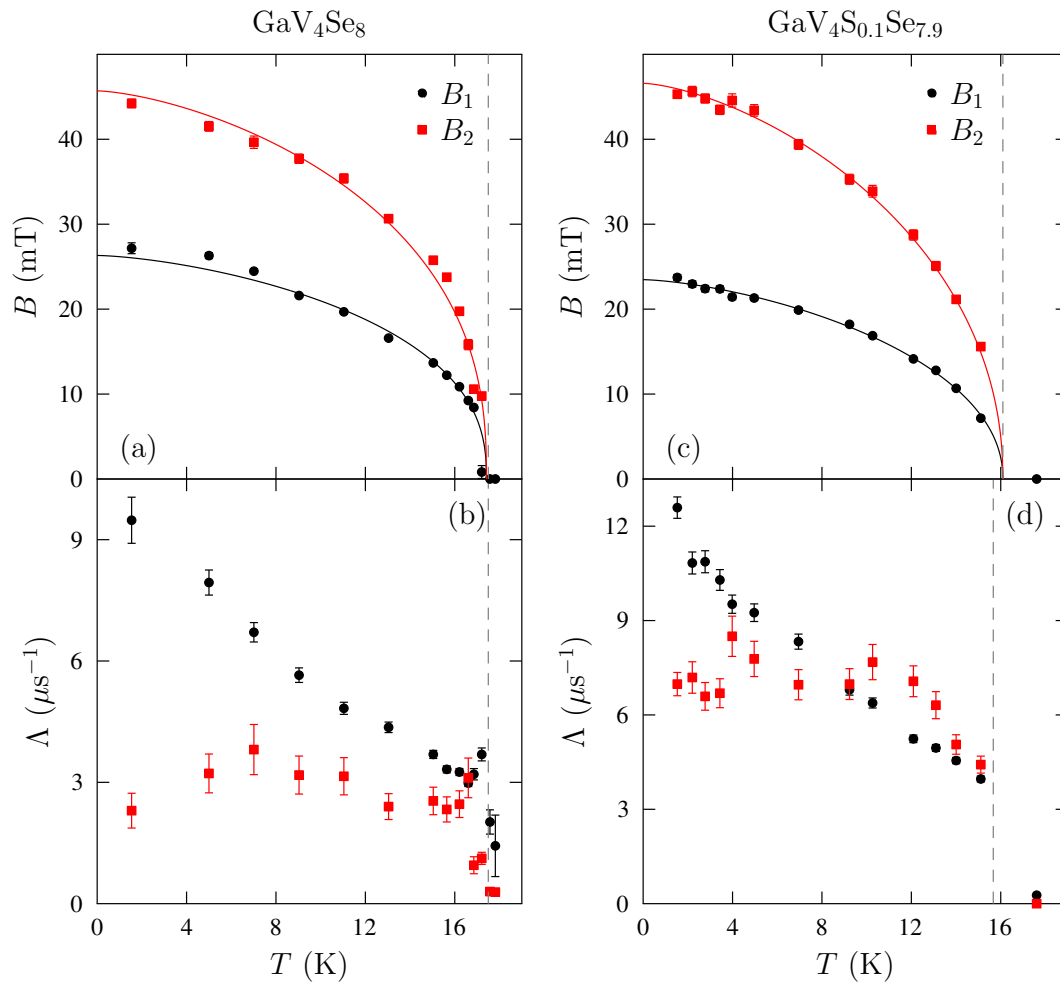 GaV₄Se₈
GaV₄S₀.₁Se₇.₉
B (mT)
40
30
20
10
0
B₁
B₂
(a)
B (mT)
40
30
20
10
0
B₁
B₂
(c)
Λ (μs⁻¹)
9
6
3
0
(b)
0 4 8 12 16
T (K)
Λ (μs⁻¹)
12
9
6
3
0
(d)
0 4 8 12 16
T (K)